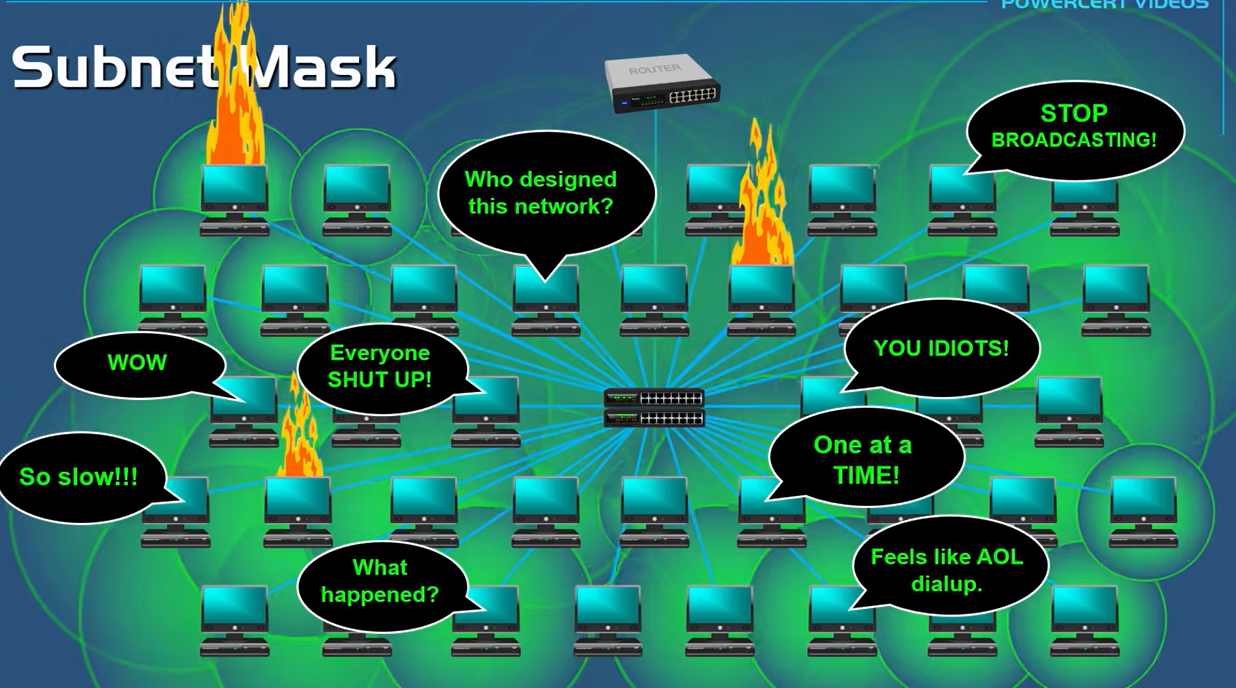 POWERCERT VIDEOS
Subnet Mask
ROUTER
STOP
BROADCASTING!
Who designed
this network?
WOW
Everyone
SHUT UP!
YOU IDIOTS!
So slow!!!
One at a
TIME!
What
happened?
Feels like AOL
dialup.